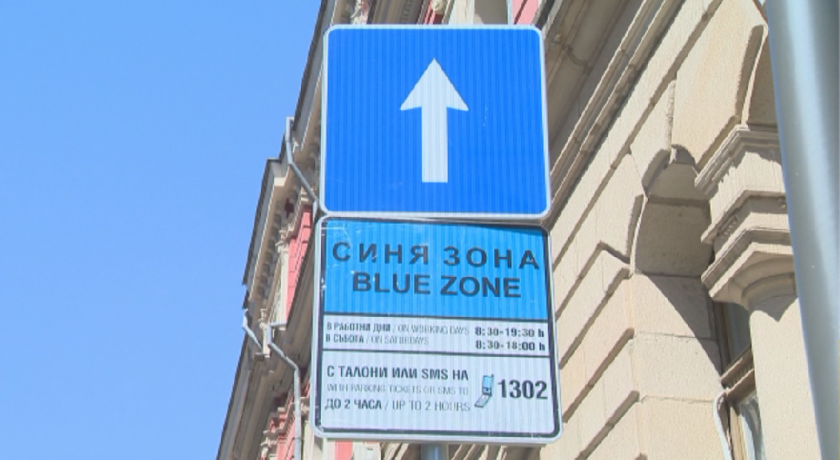 СИНЯ ЗОНА
BLUE ZONE
В РАБОТНИ ДНИ / ON WORKING DAYS 8:30-19:30 h
В СЪБОТА / ON SATURDAYS 8:30-18:00 h
С ТАЛОНИ ИЛИ SMS НА
WITH PARKING TICKETS OR SMS TO 1302
ДО 2 ЧАСА / UP TO 2 HOURS